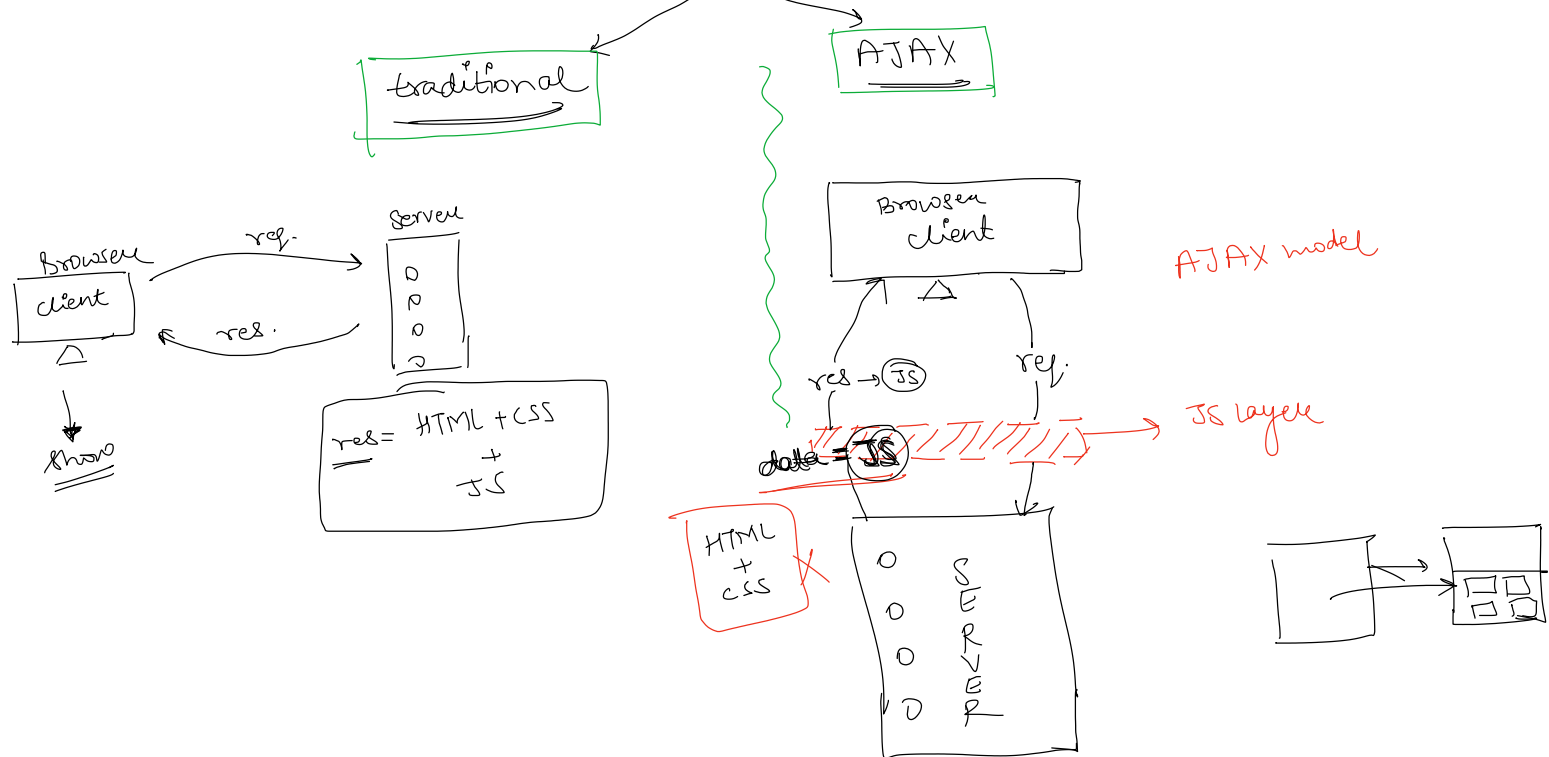 traditional
AJAX
Browser
client
req.
res.
Server
show
res = HTML + CSS
+
JS
Browser
client
AJAX model
res → JS
req.
JS layer
data = JS
HTML
+
CSS
X
SERVER